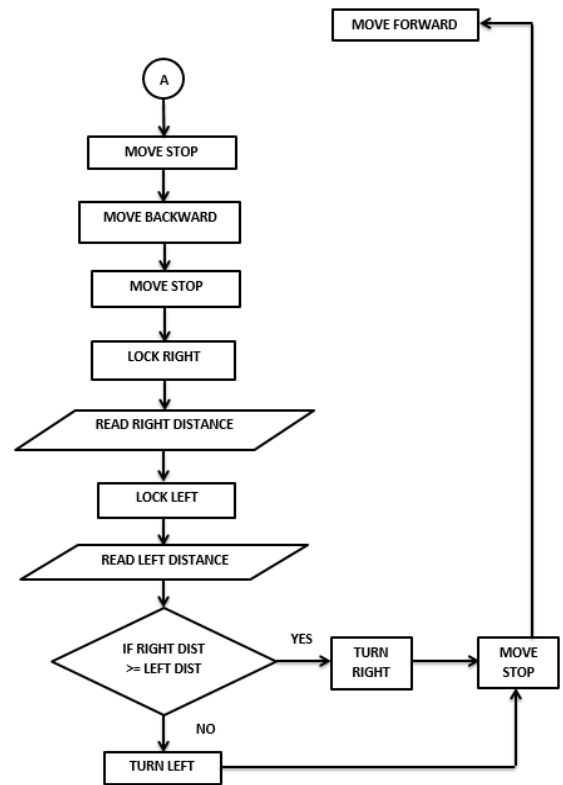 MOVE FORWARD
A
MOVE STOP
MOVE BACKWARD
MOVE STOP
LOCK RIGHT
READ RIGHT DISTANCE
LOCK LEFT
READ LEFT DISTANCE
IF RIGHT DIST
>= LEFT DIST
YES
TURN
RIGHT
MOVE
STOP
NO
TURN LEFT